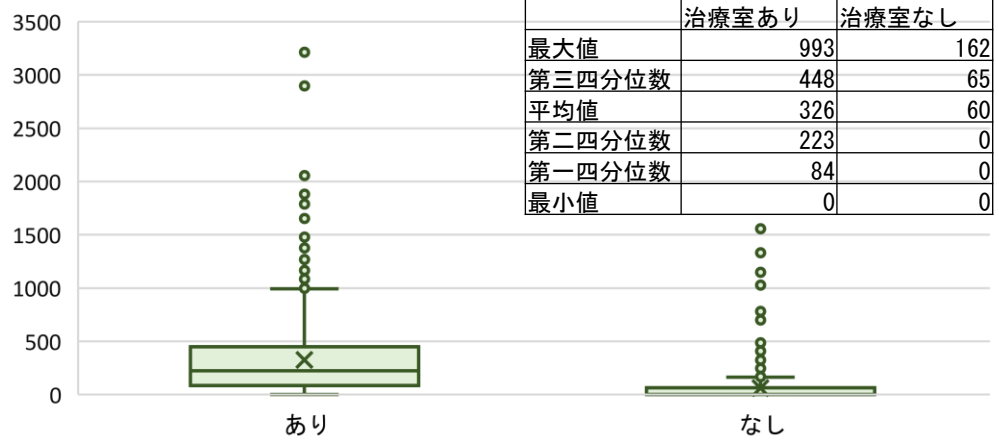 治療室あり 治療室なし
最大値 993 162
第三四分位数 448 65
平均値 326 60
第二四分位数 223 0
第一四分位数 84 0
最小値 0 0
3500
3000
2500
2000
1500
1000
500
0
あり なし